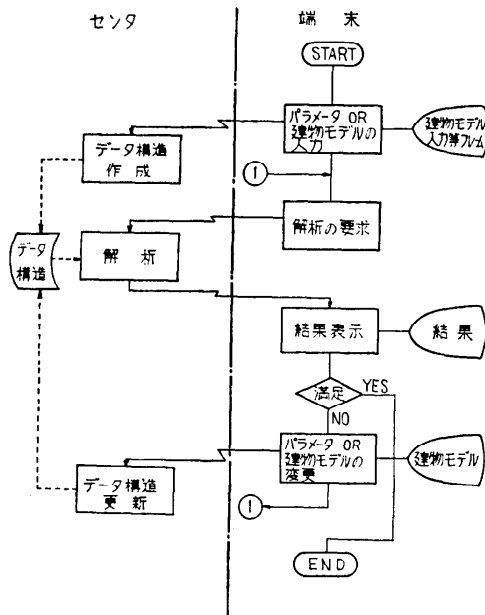 センタ
端末
START
パラメータ OR
建物モデルの
入力
建物モデル
入力等フレーム
データ構造
作成
1
解析の要求
データ
構造
解析
結果表示
結果
満足
YES
NO
パラメータ OR
建物モデルの
変更
建物モデル
データ構造
更新
1
END